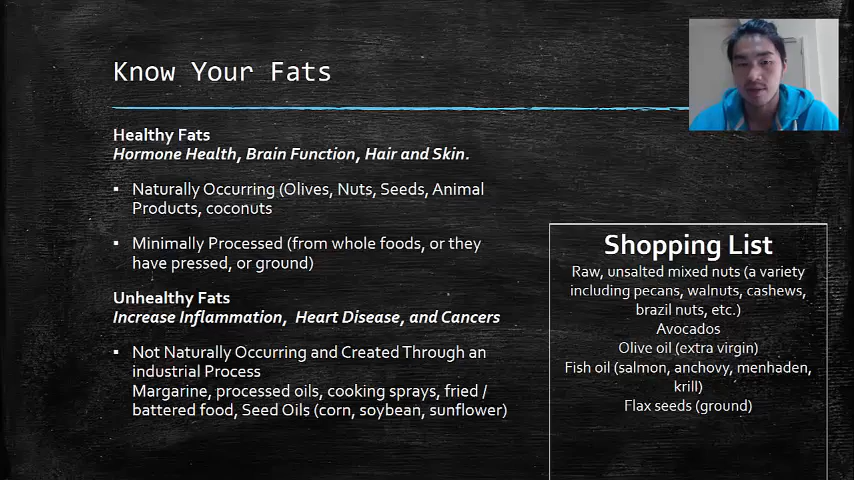 Know Your Fats
Healthy Fats
Hormone Health, Brain Function, Hair and Skin.
▪ Naturally Occurring (Olives, Nuts, Seeds, Animal
Products, coconuts
▪ Minimally Processed (from whole foods, or they
have pressed, or ground)
Unhealthy Fats
Increase Inflammation, Heart Disease, and Cancers
▪ Not Naturally Occurring and Created Through an
industrial Process
Margarine, processed oils, cooking sprays, fried /
battered food, Seed Oils (corn, soybean, sunflower)
Shopping List
Raw, unsalted mixed nuts (a variety
including pecans, walnuts, cashews,
brazil nuts, etc.)
Avocados
Olive oil (extra virgin)
Fish oil (salmon, anchovy, menhaden,
krill)
Flax seeds (ground)